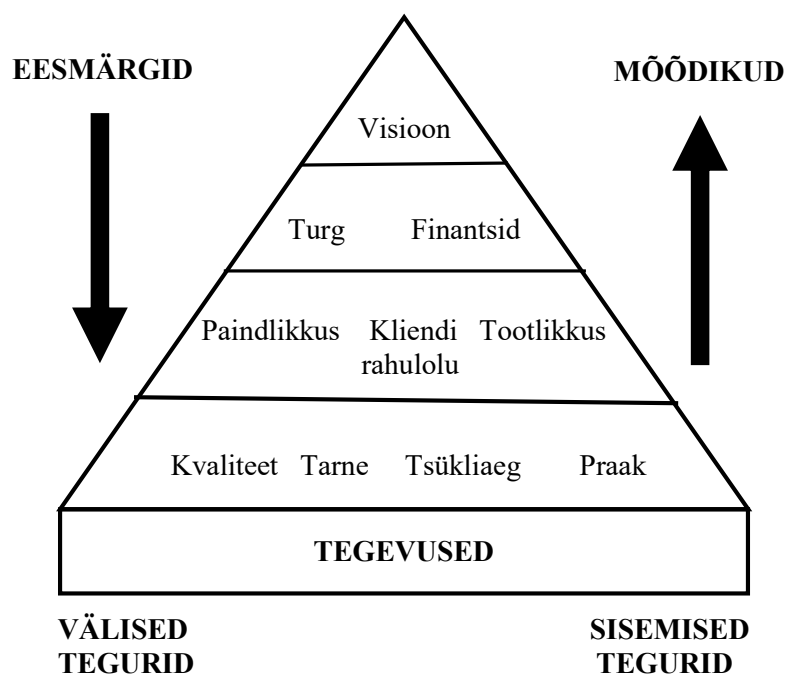 EESMÄRGID
MÕÕDIKUD
Visioon
Turg Finantsid
Paindlikkus Kliendi Tootlikkus
rahulolu
Kvaliteet Tarne Tsükliaeg Praak
TEGEVUSED
VÄLISED
TEGURID
SISEMISED
TEGURID